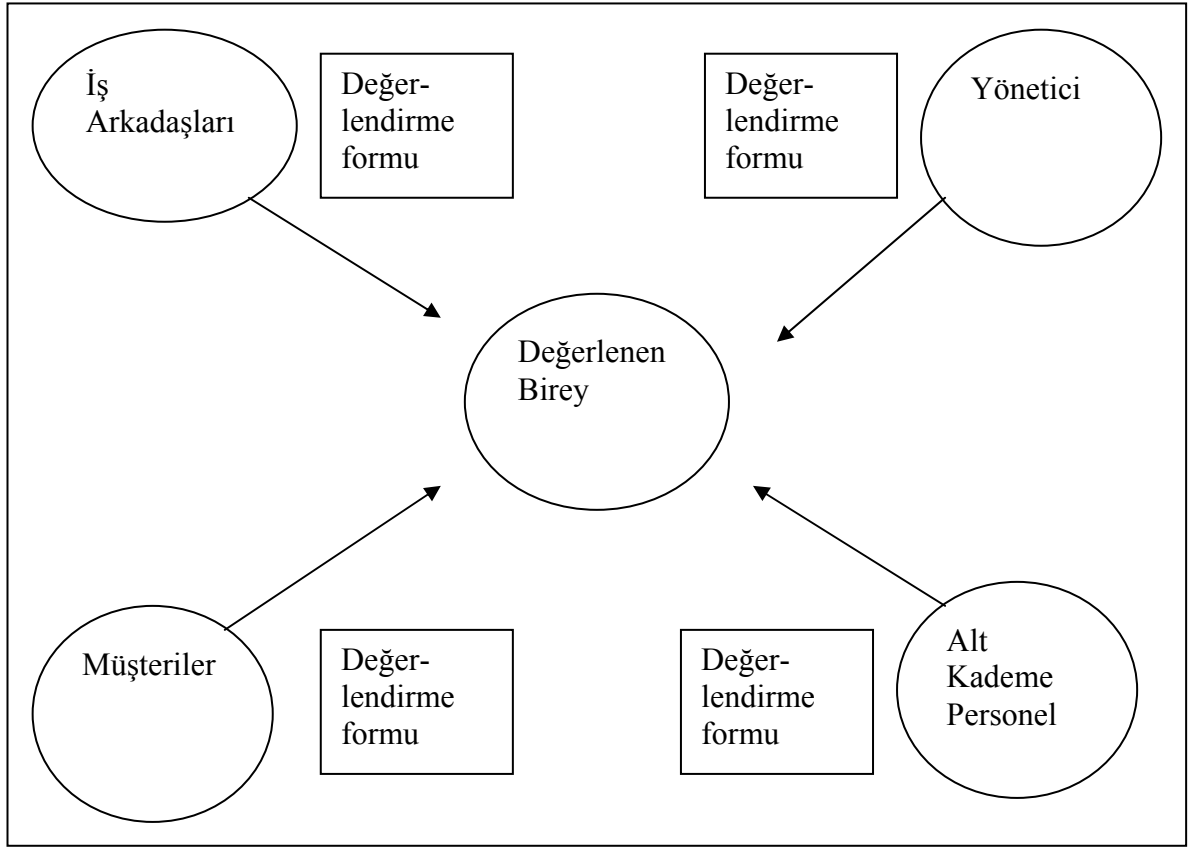 İş
Arkadaşları
Değer-
lendirme
formu
Değer-
lendirme
formu
Yönetici
Değerlenen
Birey
Müşteriler
Değer-
lendirme
formu
Değer-
lendirme
formu
Alt
Kademe
Personel